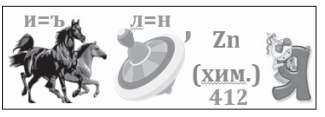 и=ъ
л=н
,
Zn
(хим.)
412
Я